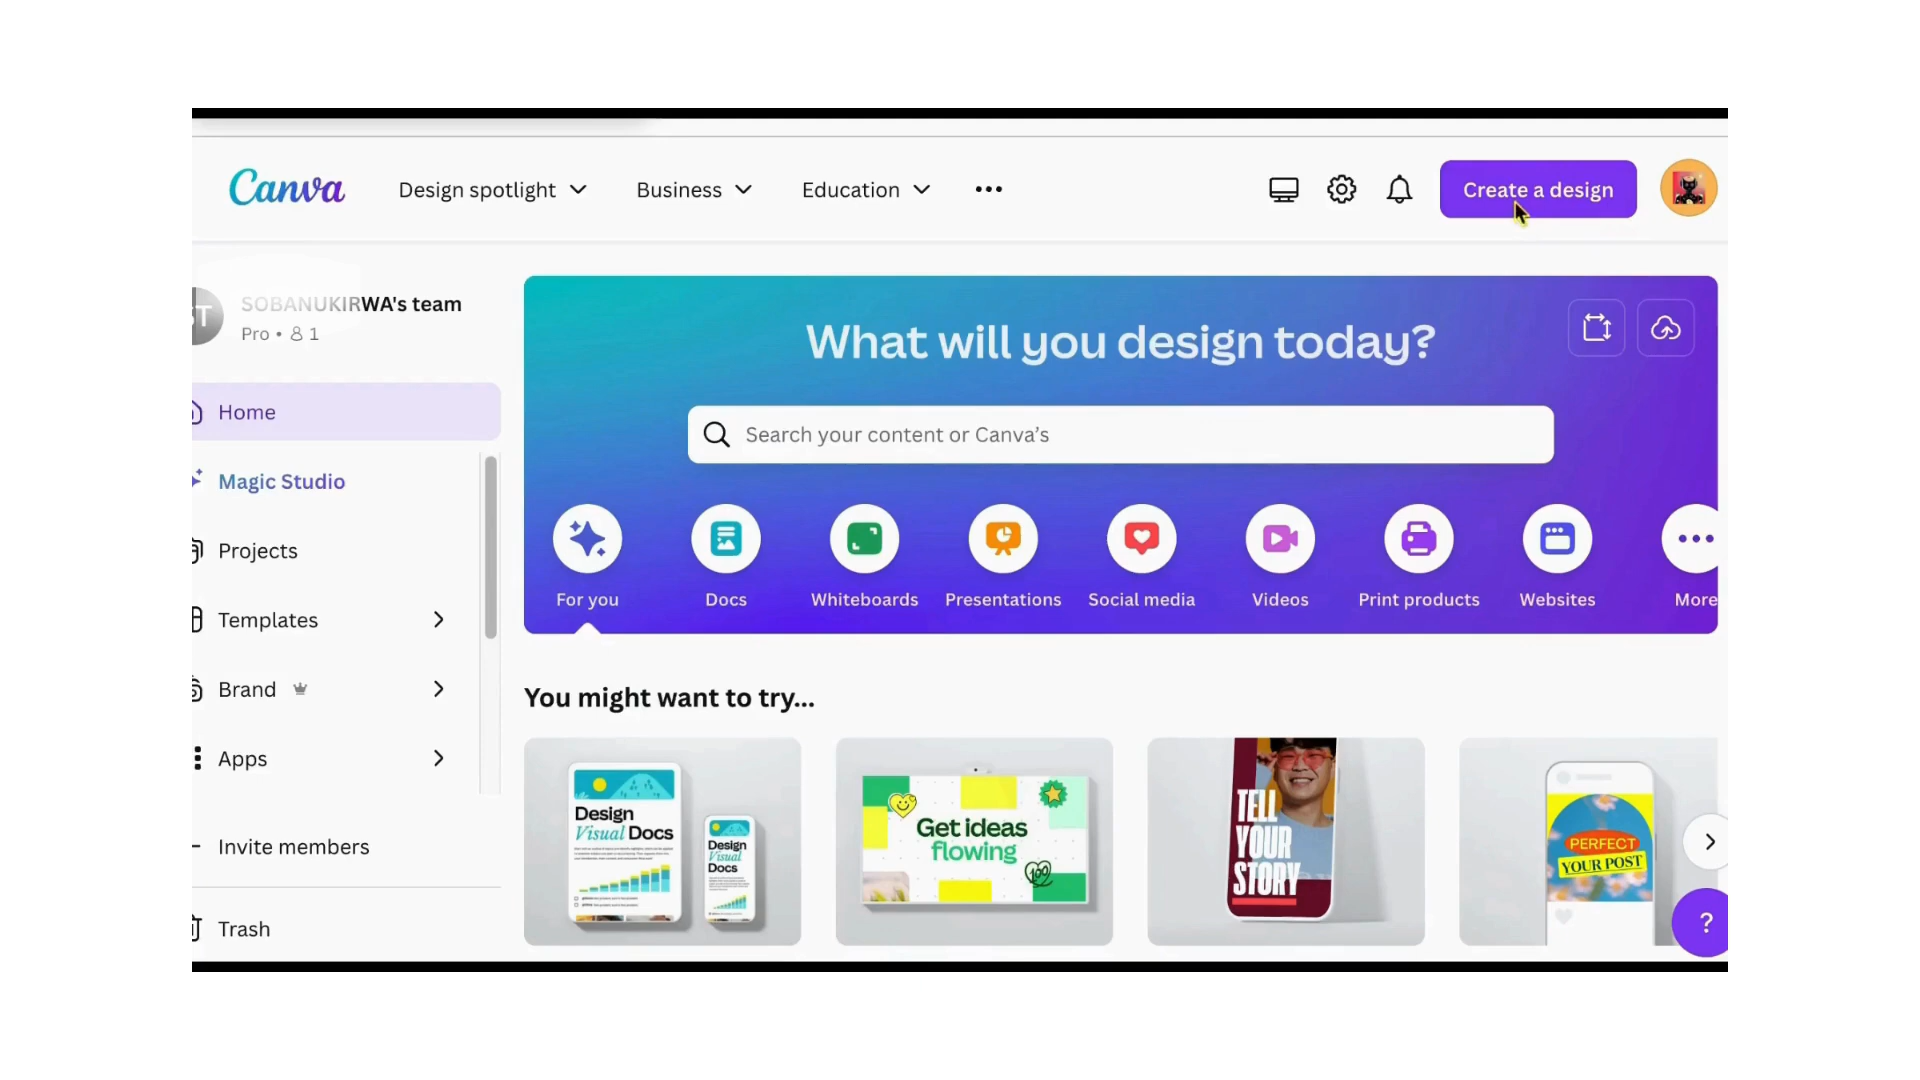 Canva
Design spotlight
Business
Education
Create a design
SOBANUKIRWA's team
Pro • 1
Home
Magic Studio
Projects
Templates
Brand
Apps
Invite members
Trash
What will you design today?
Search your content or Canva's
For you
Docs
Whiteboards
Presentations
Social media
Videos
Print products
Websites
More
You might want to try...
Design
Visual Docs
Design
Visual
Docs
Get ideas
flowing
100
TELL
YOUR
STORY
PERFECT
YOUR POST
?